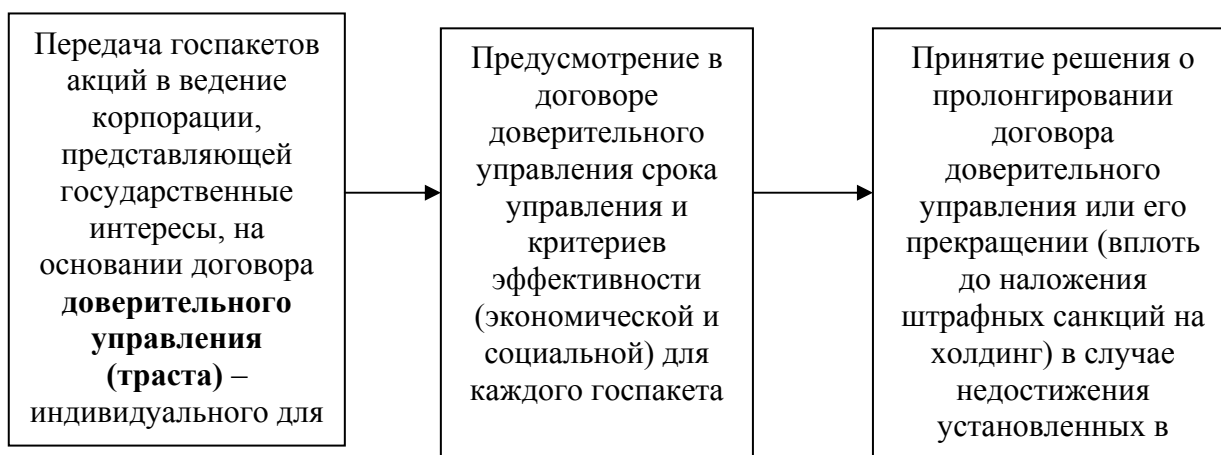 Передача госпакетов
акций в ведение
корпорации,
представляющей
государственные
интересы, на
основании договора
доверительного
управления
(траста) –
индивидуального для
Предусмотрение в
договоре
доверительного
управления срока
управления и
критериев
эффективности
(экономической и
социальной) для
каждого госпакета
Принятие решения о
пролонгировании
договора
доверительного
управления или его
прекращении (вплоть
до наложения
штрафных санкций на
холдинг) в случае
недостижения
установленных в